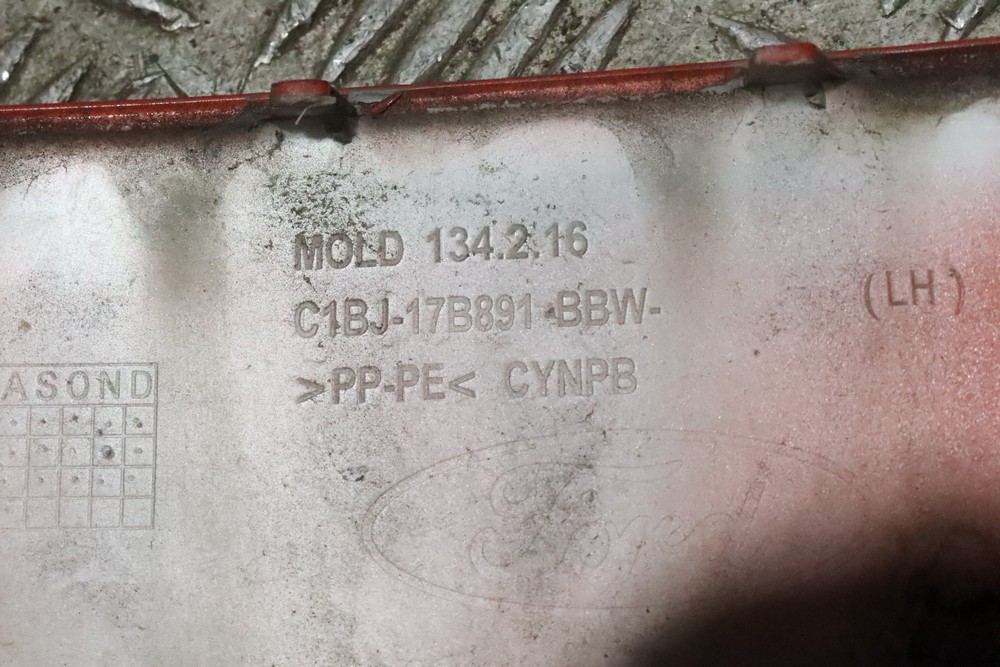 MOLD 134.2.16
C1BJ-17B891-BBW-
(LH)
>PP-PE< CYNPB
ASOND
Ford